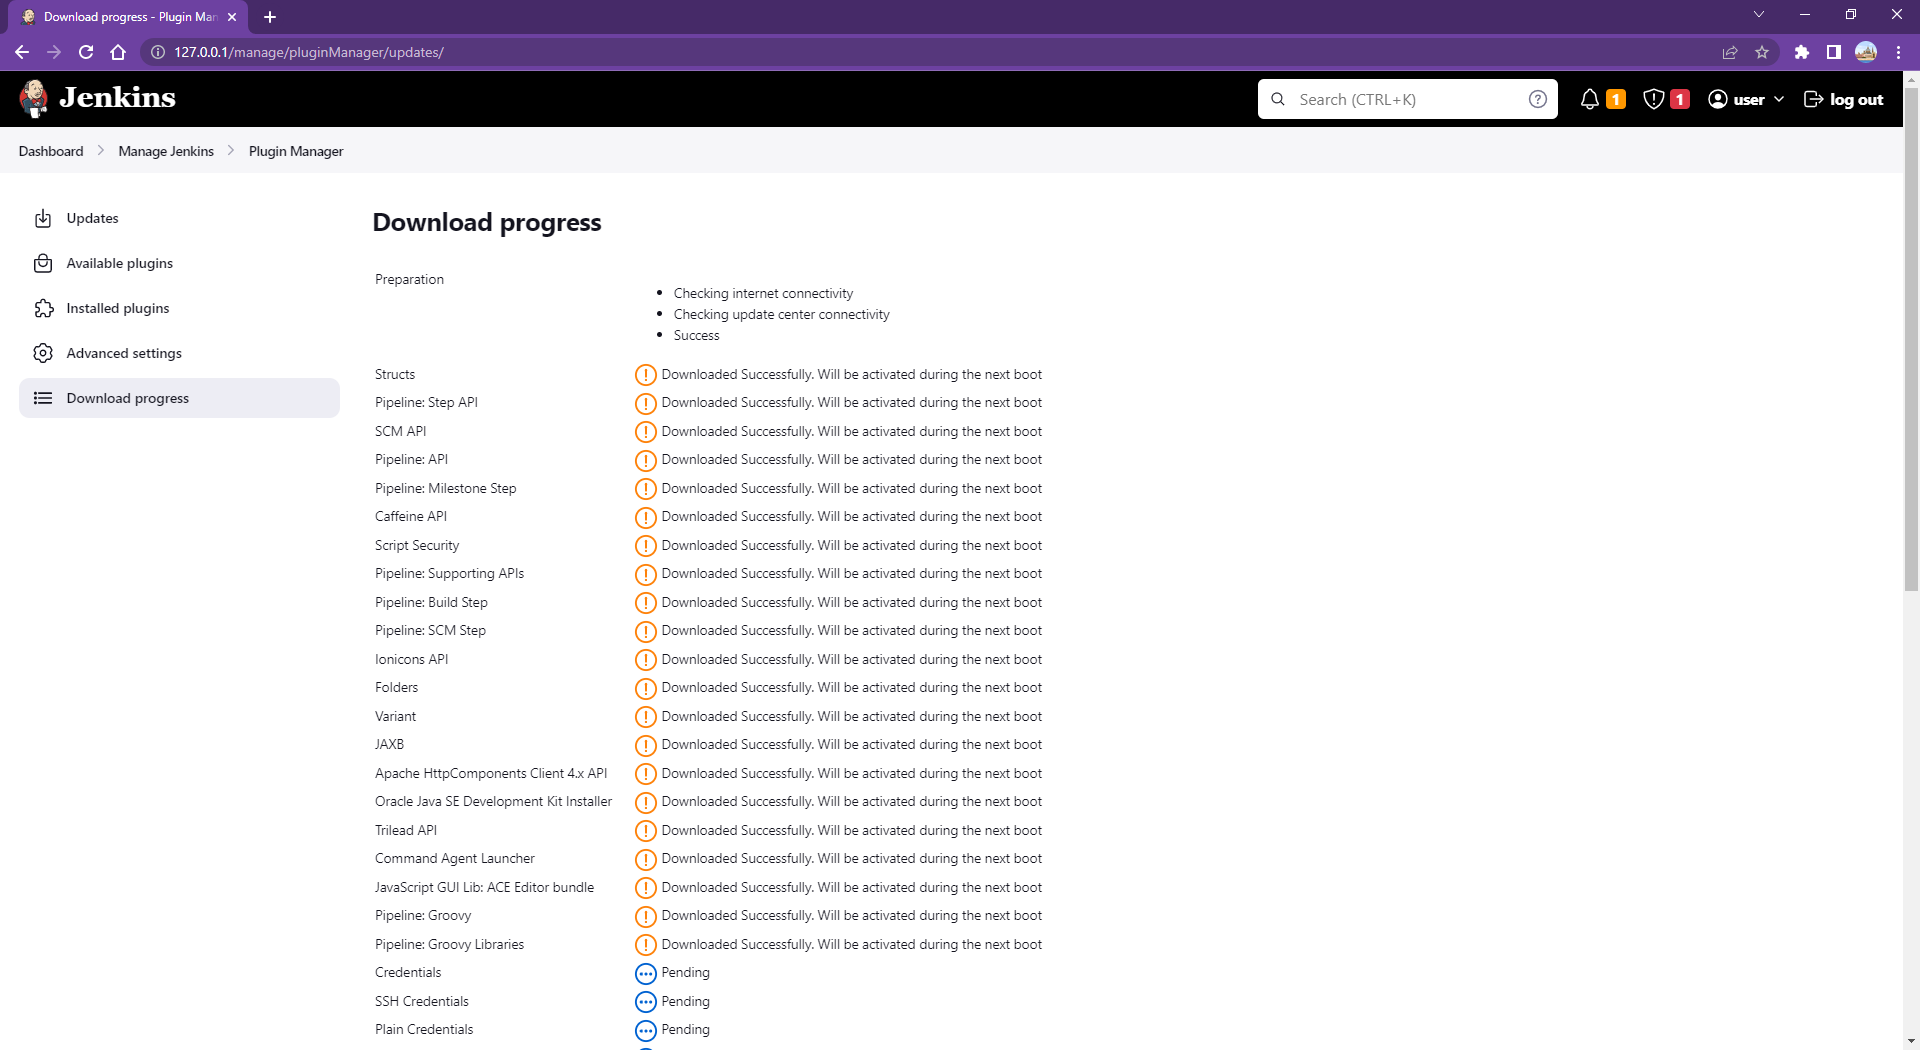 Download progress - Plugin Man
127.0.0.1/manage/pluginManager/updates/
Jenkins
Search (CTRL+K)
1
1
user
log out
Dashboard
Manage Jenkins
Plugin Manager
Updates
Available plugins
Installed plugins
Advanced settings
Download progress
Download progress
Preparation
Checking internet connectivity
Checking update center connectivity
Success
Structs Downloaded Successfully. Will be activated during the next boot
Pipeline: Step API Downloaded Successfully. Will be activated during the next boot
SCM API Downloaded Successfully. Will be activated during the next boot
Pipeline: API Downloaded Successfully. Will be activated during the next boot
Pipeline: Milestone Step Downloaded Successfully. Will be activated during the next boot
Caffeine API Downloaded Successfully. Will be activated during the next boot
Script Security Downloaded Successfully. Will be activated during the next boot
Pipeline: Supporting APIs Downloaded Successfully. Will be activated during the next boot
Pipeline: Build Step Downloaded Successfully. Will be activated during the next boot
Pipeline: SCM Step Downloaded Successfully. Will be activated during the next boot
Ionicons API Downloaded Successfully. Will be activated during the next boot
Folders Downloaded Successfully. Will be activated during the next boot
Variant Downloaded Successfully. Will be activated during the next boot
JAXB Downloaded Successfully. Will be activated during the next boot
Apache HttpComponents Client 4.x API Downloaded Successfully. Will be activated during the next boot
Oracle Java SE Development Kit Installer Downloaded Successfully. Will be activated during the next boot
Trilead API Downloaded Successfully. Will be activated during the next boot
Command Agent Launcher Downloaded Successfully. Will be activated during the next boot
JavaScript GUI Lib: ACE Editor bundle Downloaded Successfully. Will be activated during the next boot
Pipeline: Groovy Downloaded Successfully. Will be activated during the next boot
Pipeline: Groovy Libraries Downloaded Successfully. Will be activated during the next boot
Credentials Pending
SSH Credentials Pending
Plain Credentials Pending